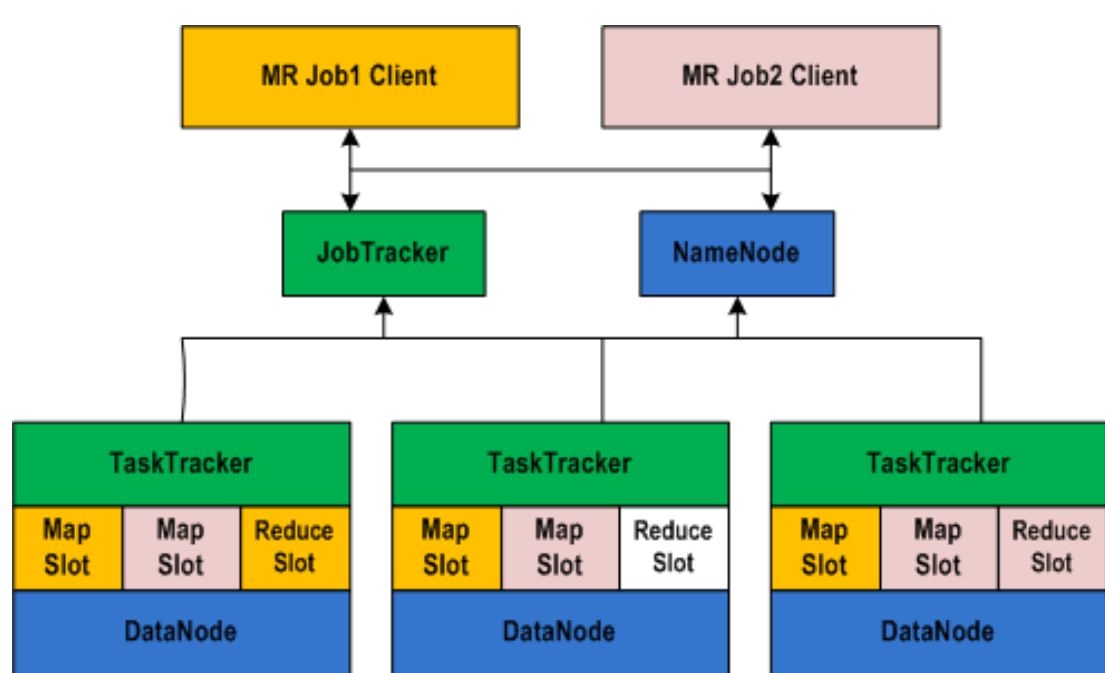 MR Job1 Client
MR Job2 Client
JobTracker
NameNode
TaskTracker
Map
Slot
Map
Slot
Reduce
Slot
DataNode
TaskTracker
Map
Slot
Map
Slot
Reduce
Slot
DataNode
TaskTracker
Map
Slot
Map
Slot
Reduce
Slot
DataNode